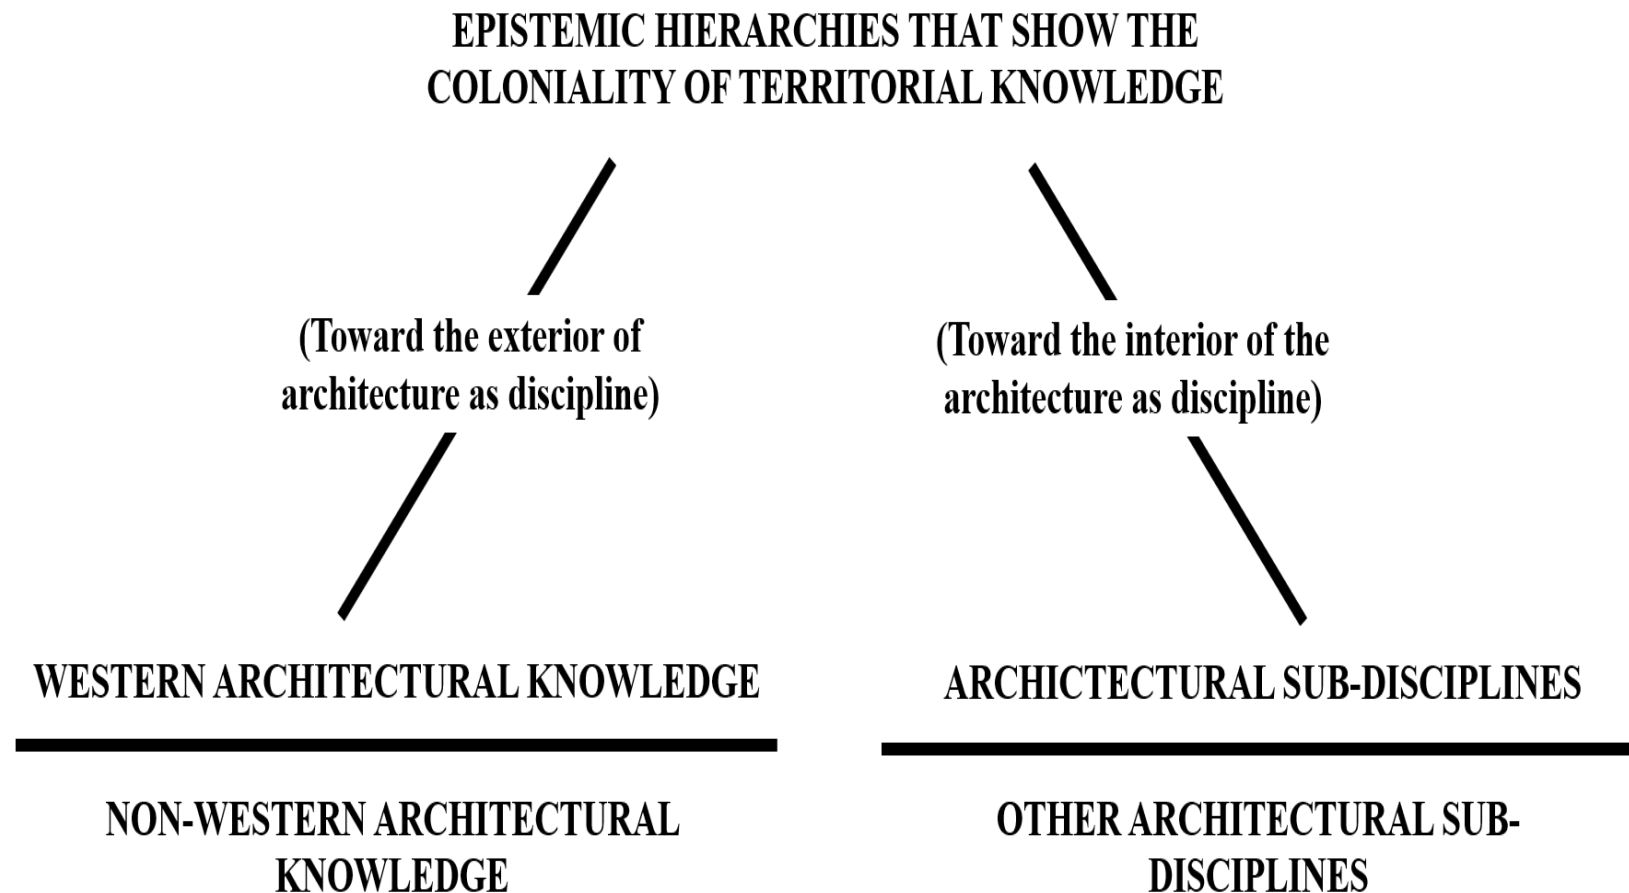 EPISTEMIC HIERARCHIES THAT SHOW THE
COLONIALITY OF TERRITORIAL KNOWLEDGE
(Toward the exterior of
architecture as discipline)
(Toward the interior of the
architecture as discipline)
WESTERN ARCHITECTURAL KNOWLEDGE
NON-WESTERN ARCHITECTURAL
KNOWLEDGE
ARCHICTECTURAL SUB-DISCIPLINES
OTHER ARCHITECTURAL SUB-
DISCIPLINES